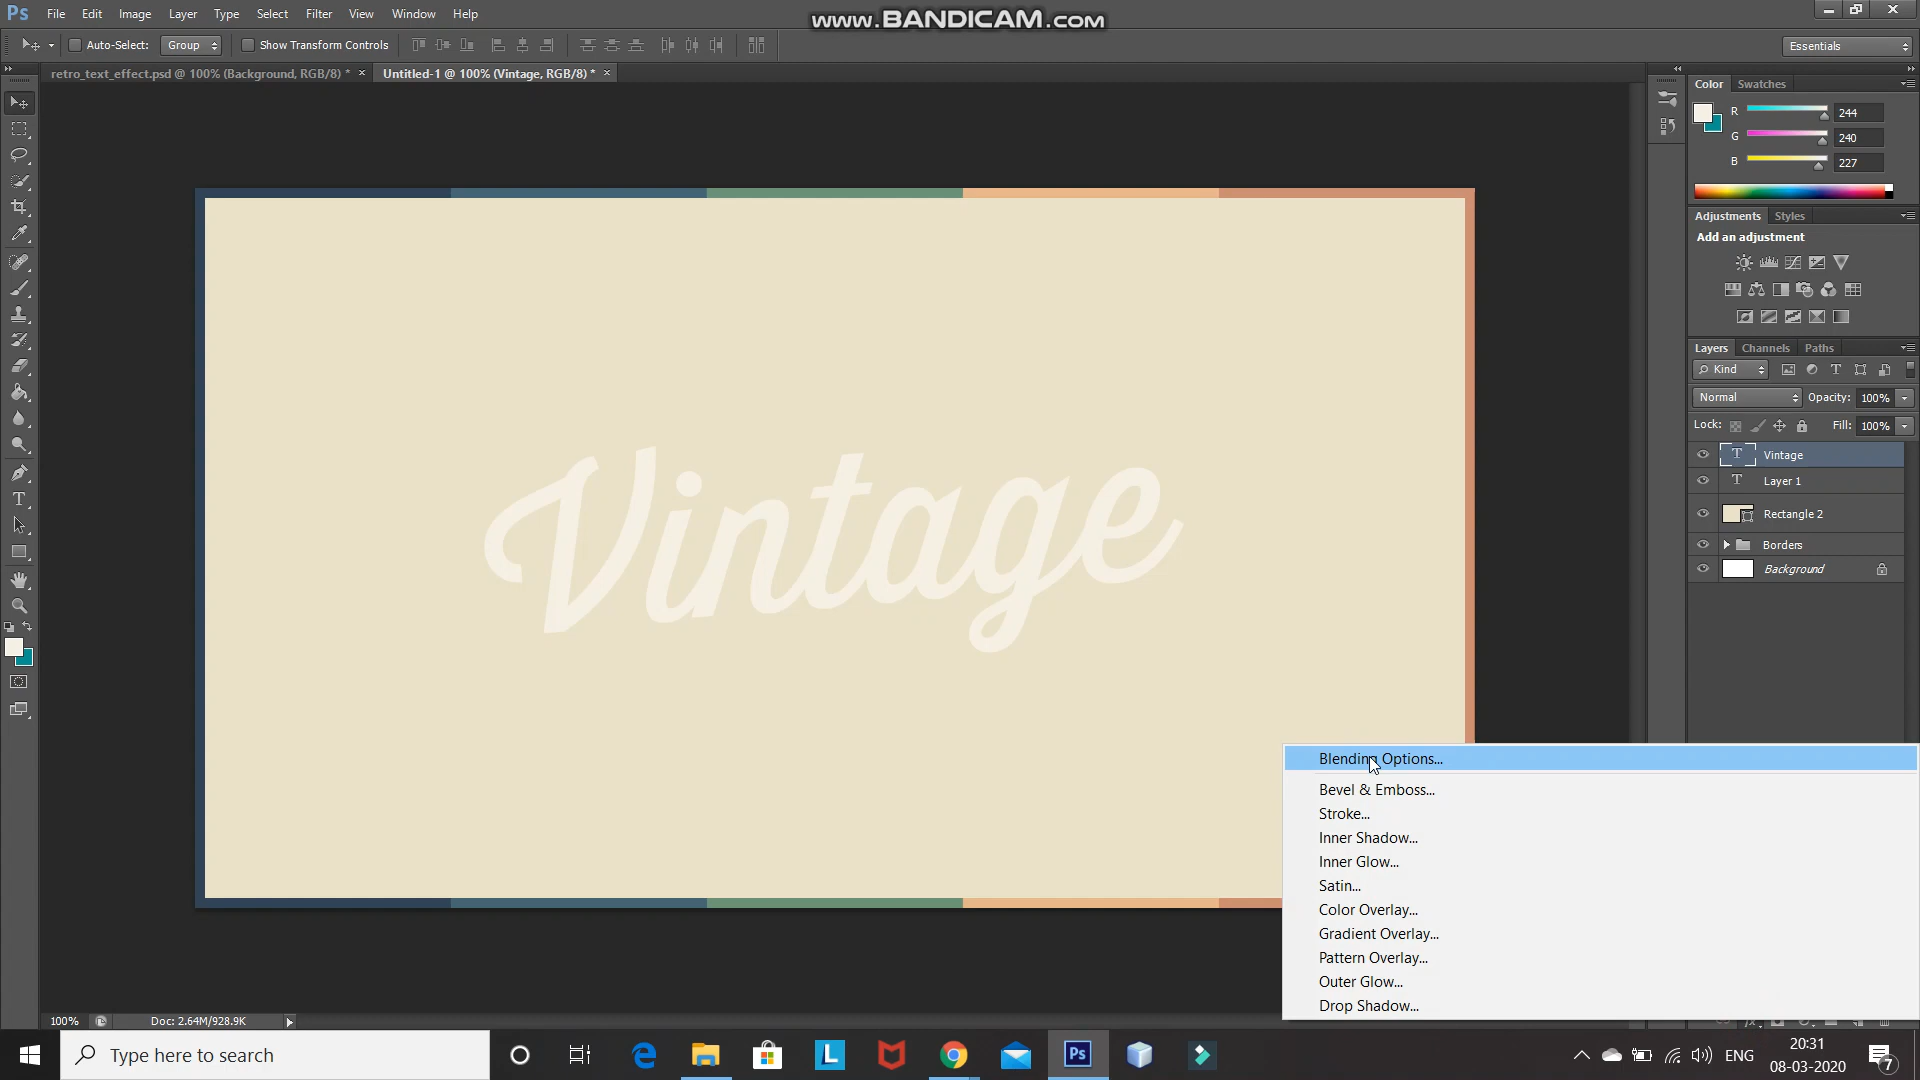 Ps File Edit Image Layer Type Select Filter View Window Help
www.BANDICAM.com
Auto-Select: Group Show Transform Controls
Essentials
retro_text_effect.psd @ 100% (Background, RGB/8) * ×
Untitled-1 @ 100% (Vintage, RGB/8) * ×
Color Swatches
R 244
G 240
B 227
Adjustments Styles
Add an adjustment
Layers Channels Paths
Kind
Normal Opacity: 100%
Lock: Fill: 100%
T Vintage
T Layer 1
Rectangle 2
Borders
Background
Vintage
Blending Options...
Bevel & Emboss...
Stroke...
Inner Shadow...
Inner Glow...
Satin...
Color Overlay...
Gradient Overlay...
Pattern Overlay...
Outer Glow...
Drop Shadow...
100% Doc: 2.64M/928.9K
Type here to search
L
Ps
ENG
20:31
08-03-2020
7